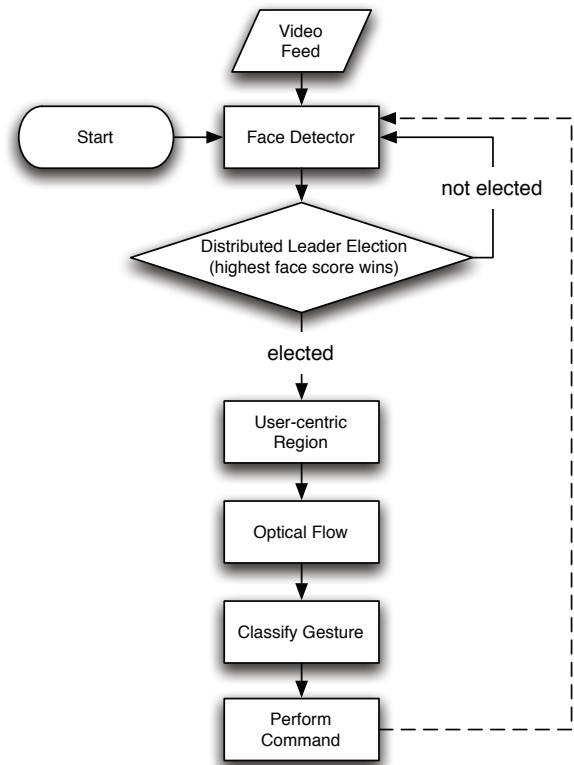 Video
Feed
Start
Face Detector
not elected
Distributed Leader Election
(highest face score wins)
elected
User-centric
Region
Optical Flow
Classify Gesture
Perform
Command